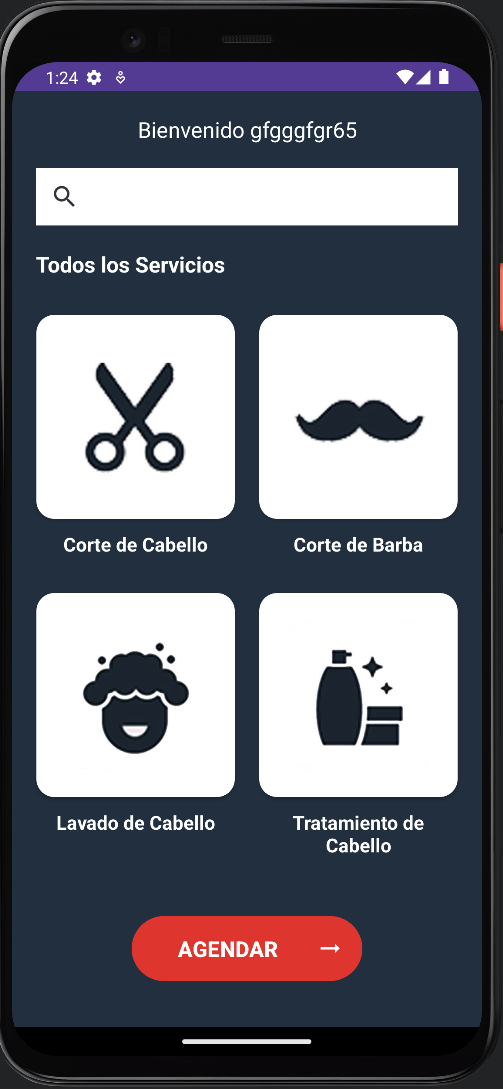 1:24
Bienvenido gfgggfgr65
Todos los Servicios
Corte de Cabello
Corte de Barba
Lavado de Cabello
Tratamiento de
Cabello
AGENDAR